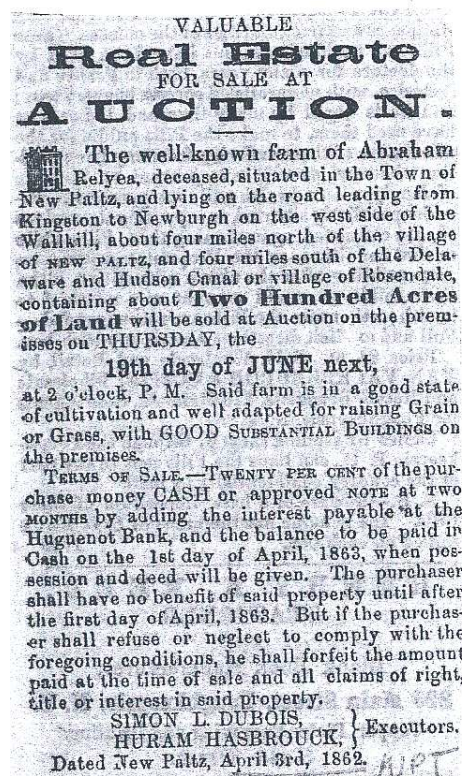 VALUABLE
Real Estate
FOR SALE AT
AUCTION.
The well-known farm of Abraham
Relyea, deceased, situated in the Town of
New Paltz, and lying on the road leading from
Kingston to Newburgh on the west side of the
Wallkill, about four miles north of the village
of NEW PALTZ, and four miles south of the Dela-
ware and Hudson Canal or village of Rosendale,
containing about Two Hundred Acres
of Land will be sold at Auction on the prem-
isses on THURSDAY, the
19th day of JUNE next,
at 2 o'clock, P. M. Said farm is in a good state
of cultivation and well adapted for raising Grain
or Grass, with GOOD SUBSTANTIAL BUILDINGS on
the premises.
TERMS OF SALE.—TWENTY PER CENT of the pur-
chase money CASH or approved NOTE at TWO
MONTHS by adding the interest payable at the
Huguenot Bank, and the balance to be paid in
Cash on the 1st day of April, 1863, when pos-
session and deed will be given. The purchaser
shall have no benefit of said property until after
the first day of April, 1863. But if the purchas-
er shall refuse or neglect to comply with the
foregoing conditions, he shall forfeit the amount
paid at the time of sale and all claims of right,
title or interest in said property.
SIMON L. DUBOIS,
HURAM HASBROUCK, } Executors.
Dated New Paltz, April 3rd, 1862.